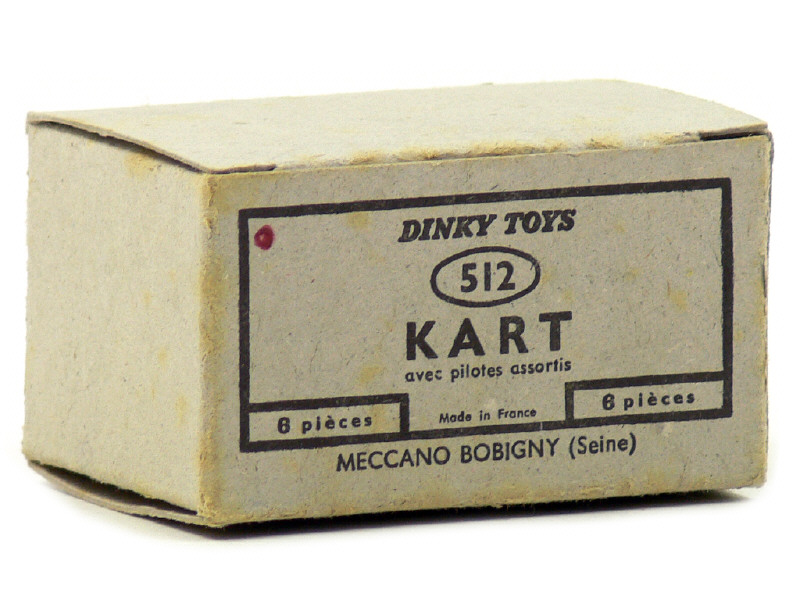 DINKY TOYS
512
KART
avec pilotes assortis
6 pièces
Made in France
6 pièces
MECCANO BOBIGNY (Seine)